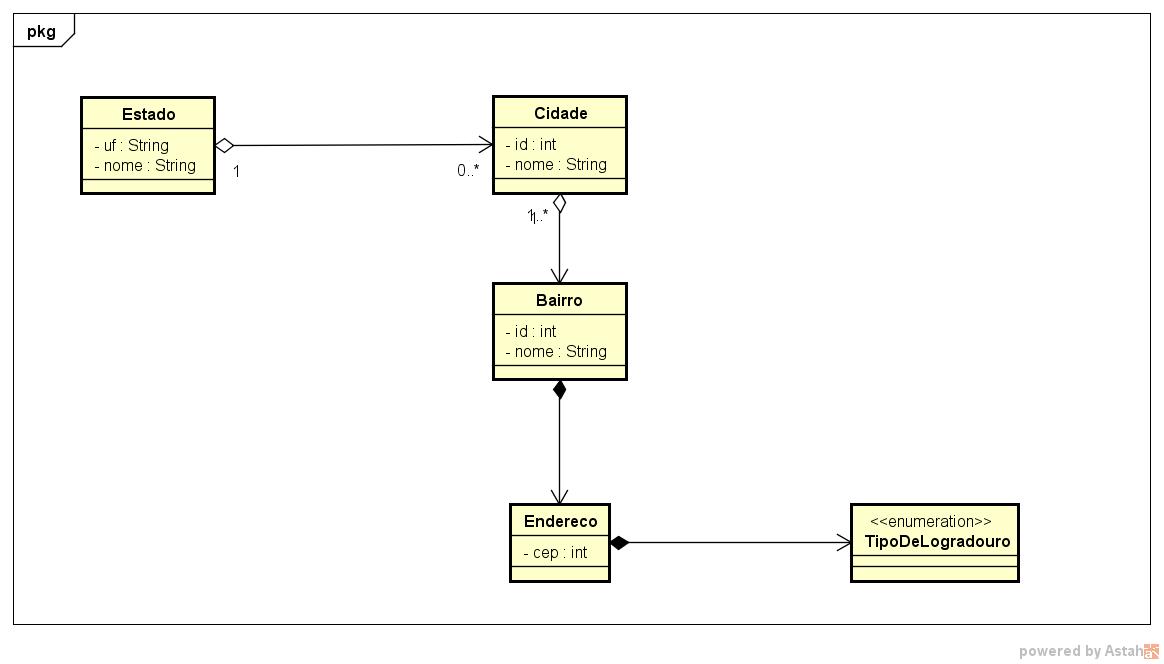 pkg
Estado
- uf : String
- nome : String
1
0..*
Cidade
- id : int
- nome : String
1
1..*
Bairro
- id : int
- nome : String
Endereco
- cep : int
<<enumeration>>
TipoDeLogradouro
powered by Astah